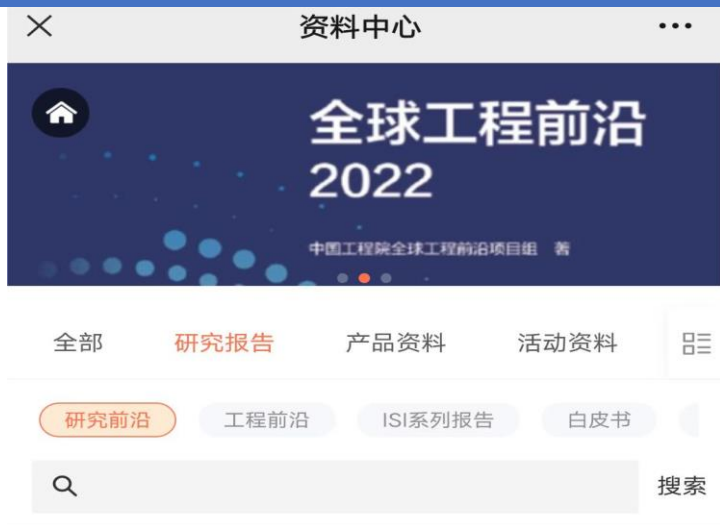 资料中心
全球工程前沿
2022
中国工程院全球工程前沿项目组 著
全部 研究报告 产品资料 活动资料
研究前沿 工程前沿 ISI系列报告 白皮书
搜索